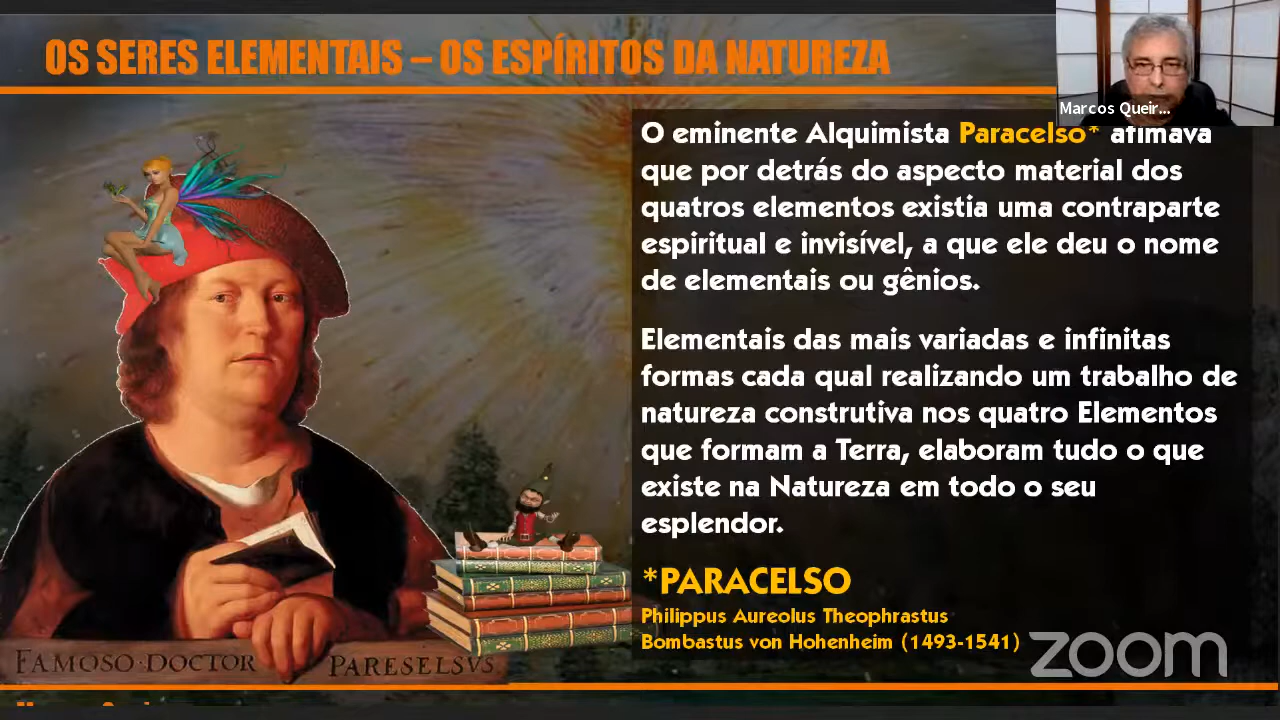 OS SERES ELEMENTAIS – OS ESPÍRITOS DA NATUREZA
Marcos Queir...
O eminente Alquimista Paracelso* afimava
que por detrás do aspecto material dos
quatros elementos existia uma contraparte
espiritual e invisível, a que ele deu o nome
de elementais ou gênios.
Elementais das mais variadas e infinitas
formas cada qual realizando um trabalho de
natureza construtiva nos quatro Elementos
que formam a Terra, elaboram tudo o que
existe na Natureza em todo o seu
esplendor.
*PARACELSO
Philippus Aureolus Theophrastus
Bombastus von Hohenheim (1493-1541)
zoom
FAMOSO·DOCTOR PARESELSVS